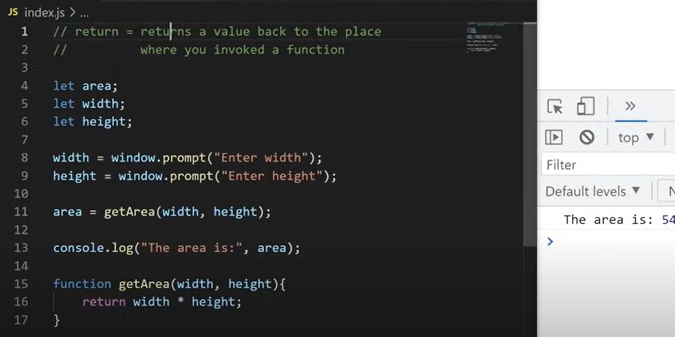 JS index.js > ...
1 // return = returns a value back to the place
2 // where you invoked a function
3
4 let area;
5 let width;
6 let height;
7
8 width = window.prompt("Enter width");
9 height = window.prompt("Enter height");
10
11 area = getArea(width, height);
12
13 console.log("The area is:", area);
14
15 function getArea(width, height){
16 return width * height;
17 }
»
top ▼
Filter
Default levels ▼
The area is: 54
>